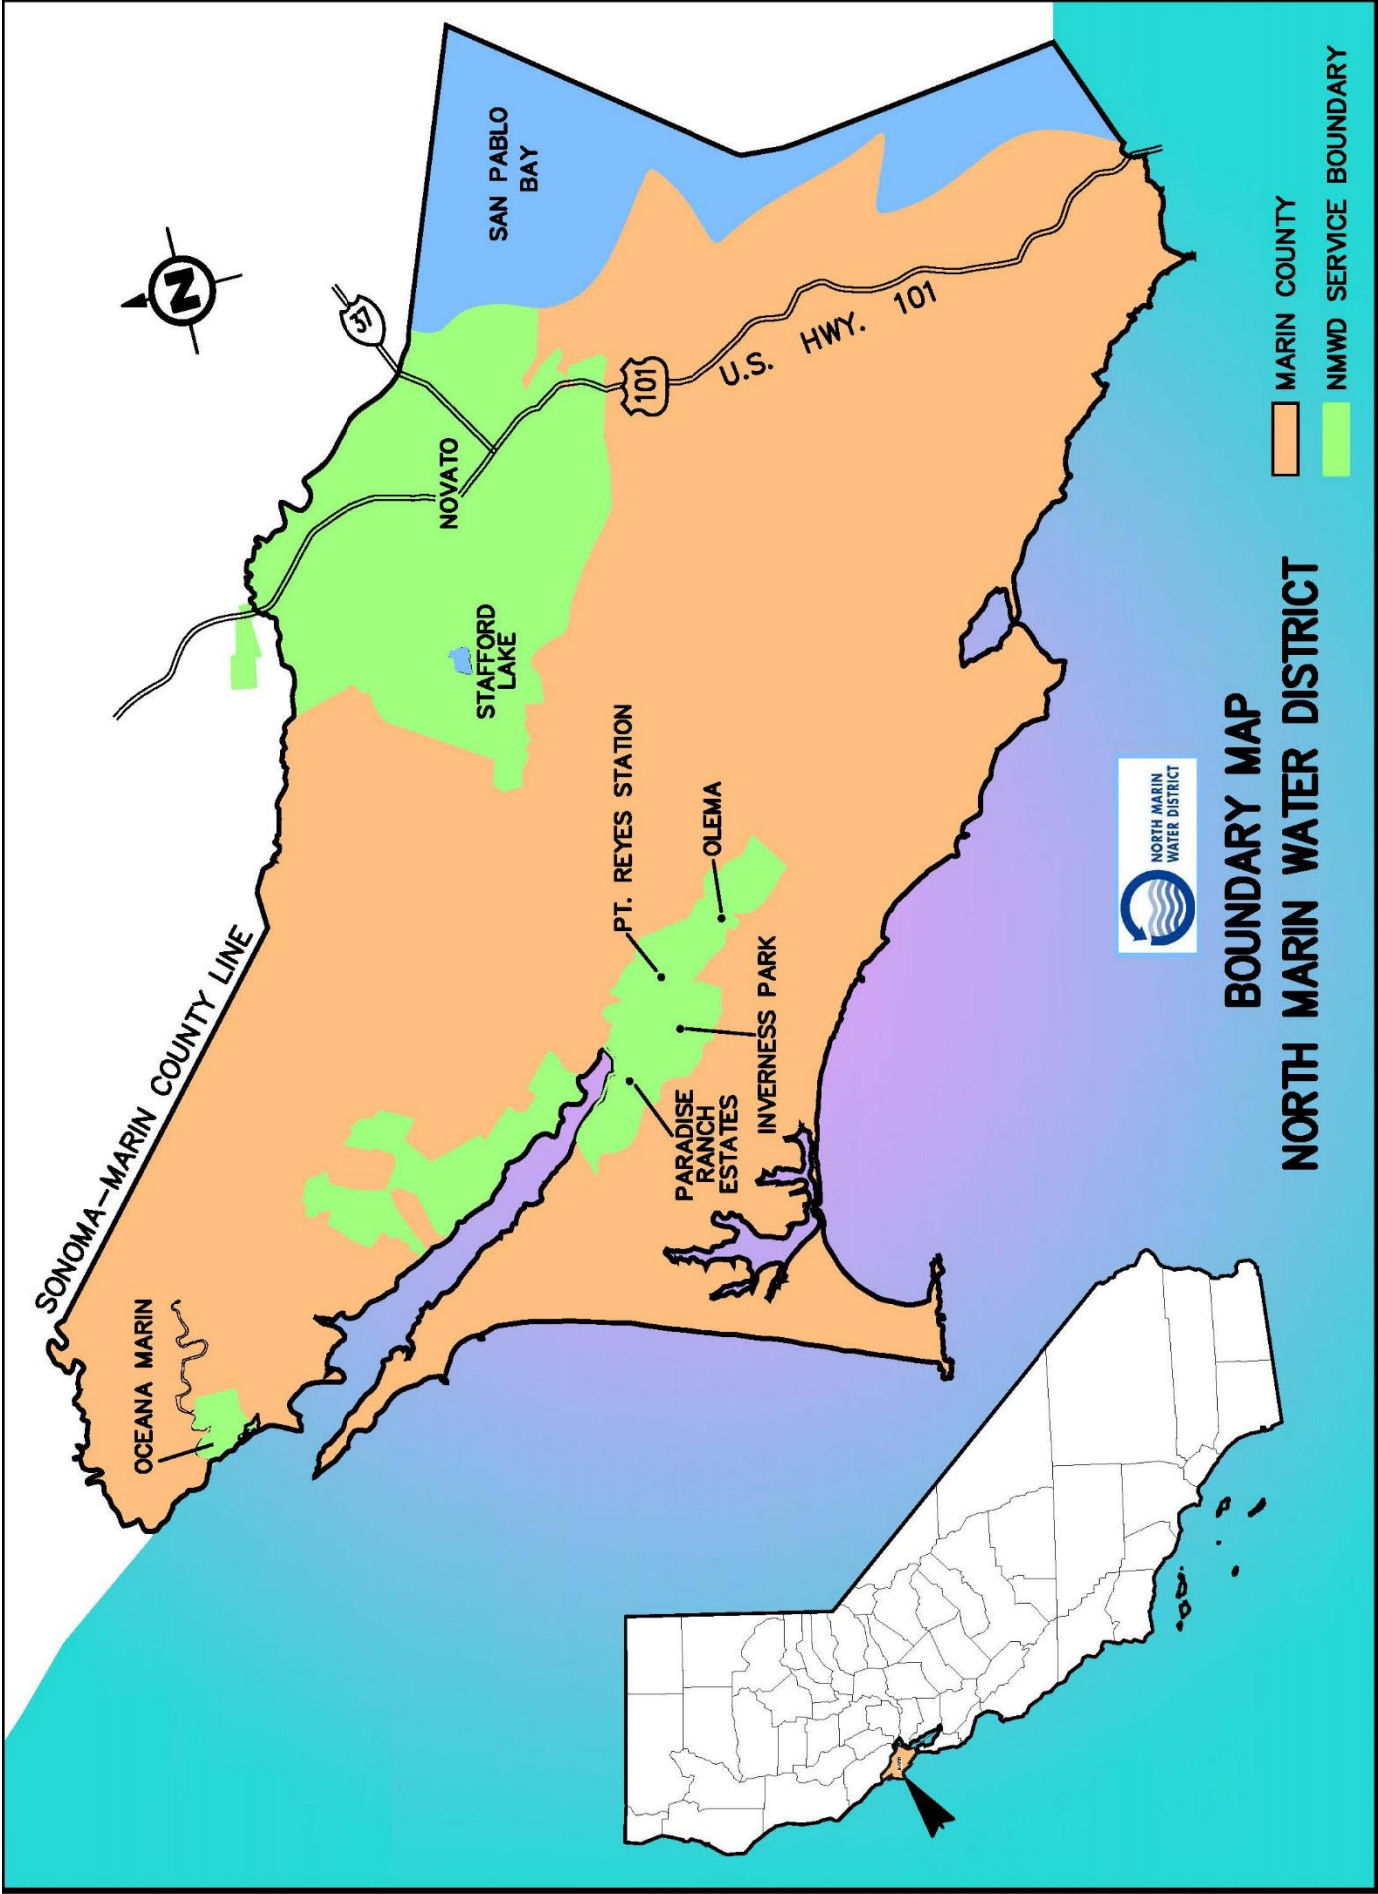 SONOMA-MARIN COUNTY LINE
OCEANA MARIN
N
37
SAN PABLO
BAY
NOVATO
STAFFORD
LAKE
101
U.S. HWY. 101
PT. REYES STATION
OLEMA
INVERNESS PARK
PARADISE
RANCH
ESTATES
NORTH MARIN
WATER DISTRICT
BOUNDARY MAP
NORTH MARIN WATER DISTRICT
MARIN COUNTY
NMWD SERVICE BOUNDARY